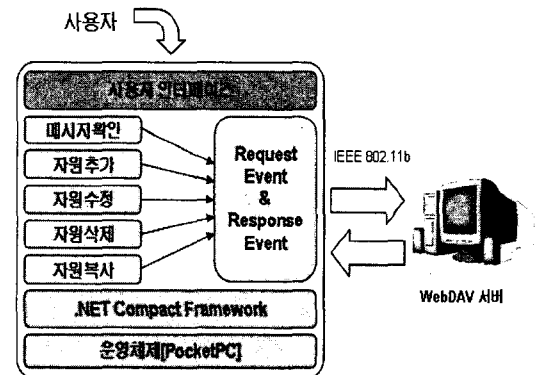 사용자
사용자 인터페이스
메시지확인
자원추가
자원수정
자원삭제
자원복사
Request
Event
&
Response
Event
IEEE 802.11b
WebDAV 서버
.NET Compact Framework
운영체제[PocketPC]